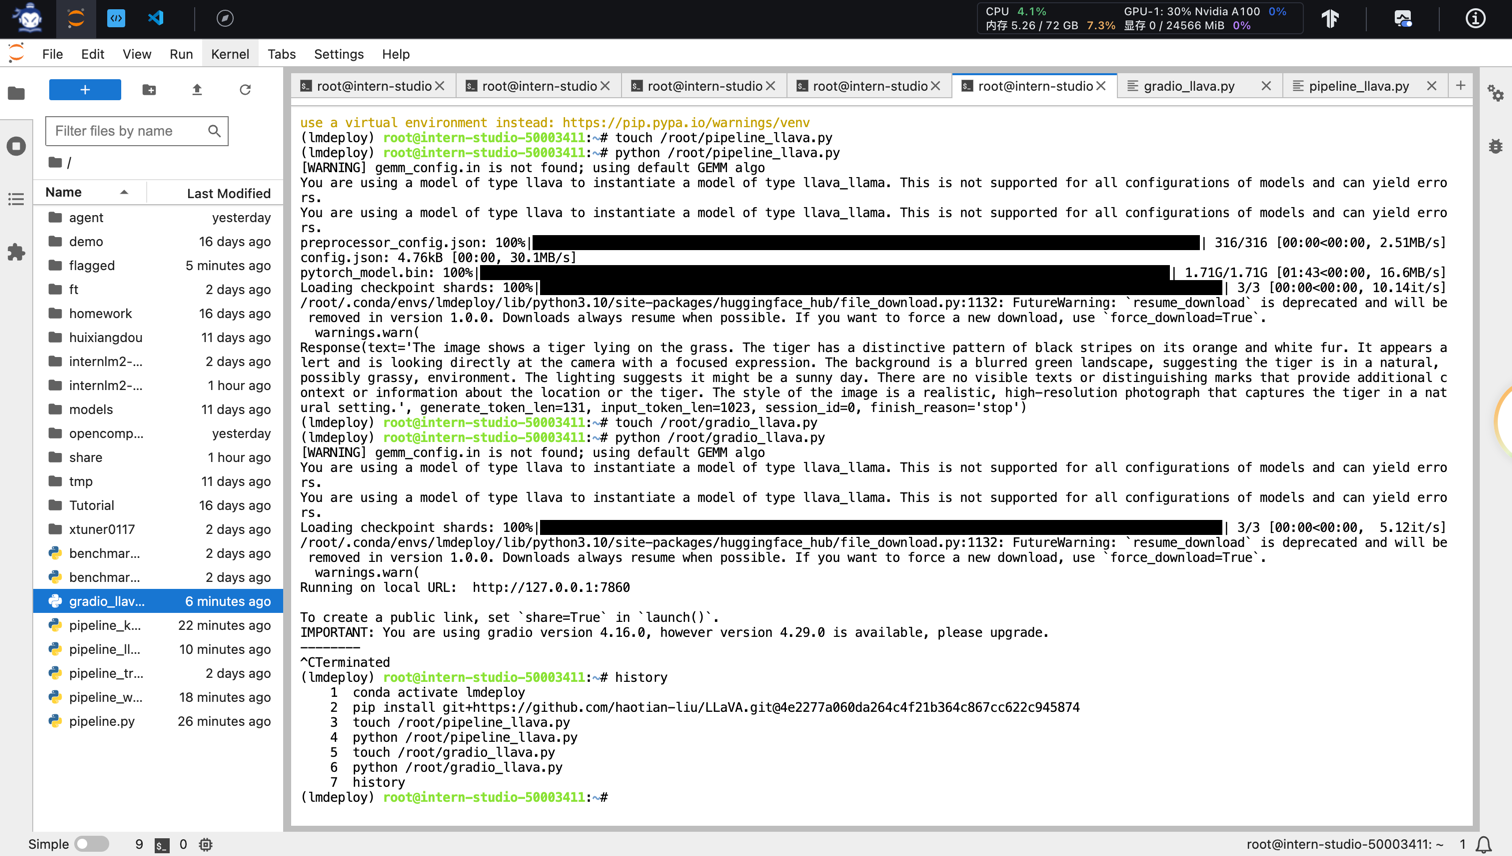 CPU 4.1% GPU-1: 30% Nvidia A100 0%
内存 5.26 / 72 GB 7.3% 显存 0 / 24566 MiB 0%
File Edit View Run Kernel Tabs Settings Help
root@intern-studio root@intern-studio root@intern-studio root@intern-studio root@intern-studio gradio_llava.py pipeline_llava.py
+
Filter files by name
/
Name Last Modified
agent yesterday
demo 16 days ago
flagged 5 minutes ago
ft 2 days ago
homework 16 days ago
huixiangdou 11 days ago
internlm2-... 2 days ago
internlm2-... 1 hour ago
models 11 days ago
opencomp... yesterday
share 1 hour ago
tmp 11 days ago
Tutorial 16 days ago
xtuner0117 2 days ago
benchmar... 2 days ago
benchmar... 2 days ago
gradio_llav... 6 minutes ago
pipeline_k... 22 minutes ago
pipeline_ll... 10 minutes ago
pipeline_tr... 2 days ago
pipeline_w... 18 minutes ago
pipeline.py 26 minutes ago
use a virtual environment instead: https://pip.pypa.io/warnings/venv
(lmdeploy) root@intern-studio-50003411:~# touch /root/pipeline_llava.py
(lmdeploy) root@intern-studio-50003411:~# python /root/pipeline_llava.py
[WARNING] gemm_config.in is not found; using default GEMM algo
You are using a model of type llava to instantiate a model of type llava_llama. This is not supported for all configurations of models and can yield erro
rs.
You are using a model of type llava to instantiate a model of type llava_llama. This is not supported for all configurations of models and can yield erro
rs.
preprocessor_config.json: 100%| | 316/316 [00:00<00:00, 2.51MB/s]
config.json: 4.76kB [00:00, 30.1MB/s]
pytorch_model.bin: 100%| | 1.71G/1.71G [01:43<00:00, 16.6MB/s]
Loading checkpoint shards: 100%| | 3/3 [00:00<00:00, 10.14it/s]
/root/.conda/envs/lmdeploy/lib/python3.10/site-packages/huggingface_hub/file_download.py:1132: FutureWarning: `resume_download` is deprecated and will be
removed in version 1.0.0. Downloads always resume when possible. If you want to force a new download, use `force_download=True`.
warnings.warn(
Response(text='The image shows a tiger lying on the grass. The tiger has a distinctive pattern of black stripes on its orange and white fur. It appears a
lert and is looking directly at the camera with a focused expression. The background is a blurred green landscape, suggesting the tiger is in a natural,
possibly grassy, environment. The lighting suggests it might be a sunny day. There are no visible texts or distinguishing marks that provide additional c
ontext or information about the location or the tiger. The style of the image is a realistic, high-resolution photograph that captures the tiger in a nat
ural setting.', generate_token_len=131, input_token_len=1023, session_id=0, finish_reason='stop')
(lmdeploy) root@intern-studio-50003411:~# touch /root/gradio_llava.py
(lmdeploy) root@intern-studio-50003411:~# python /root/gradio_llava.py
[WARNING] gemm_config.in is not found; using default GEMM algo
You are using a model of type llava to instantiate a model of type llava_llama. This is not supported for all configurations of models and can yield erro
rs.
You are using a model of type llava to instantiate a model of type llava_llama. This is not supported for all configurations of models and can yield erro
rs.
Loading checkpoint shards: 100%| | 3/3 [00:00<00:00, 5.12it/s]
/root/.conda/envs/lmdeploy/lib/python3.10/site-packages/huggingface_hub/file_download.py:1132: FutureWarning: `resume_download` is deprecated and will be
removed in version 1.0.0. Downloads always resume when possible. If you want to force a new download, use `force_download=True`.
warnings.warn(
Running on local URL:  http://127.0.0.1:7860
To create a public link, set `share=True` in `launch()`.
IMPORTANT: You are using gradio version 4.16.0, however version 4.29.0 is available, please upgrade.
--------
^CTerminated
(lmdeploy) root@intern-studio-50003411:~# history
1 conda activate lmdeploy
2 pip install git+https://github.com/haotian-liu/LLaVA.git@4e2277a060da264c4f21b364c867cc622c945874
3 touch /root/pipeline_llava.py
4 python /root/pipeline_llava.py
5 touch /root/gradio_llava.py
6 python /root/gradio_llava.py
7 history
(lmdeploy) root@intern-studio-50003411:~#
Simple 9 0 root@intern-studio-50003411: ~ 1